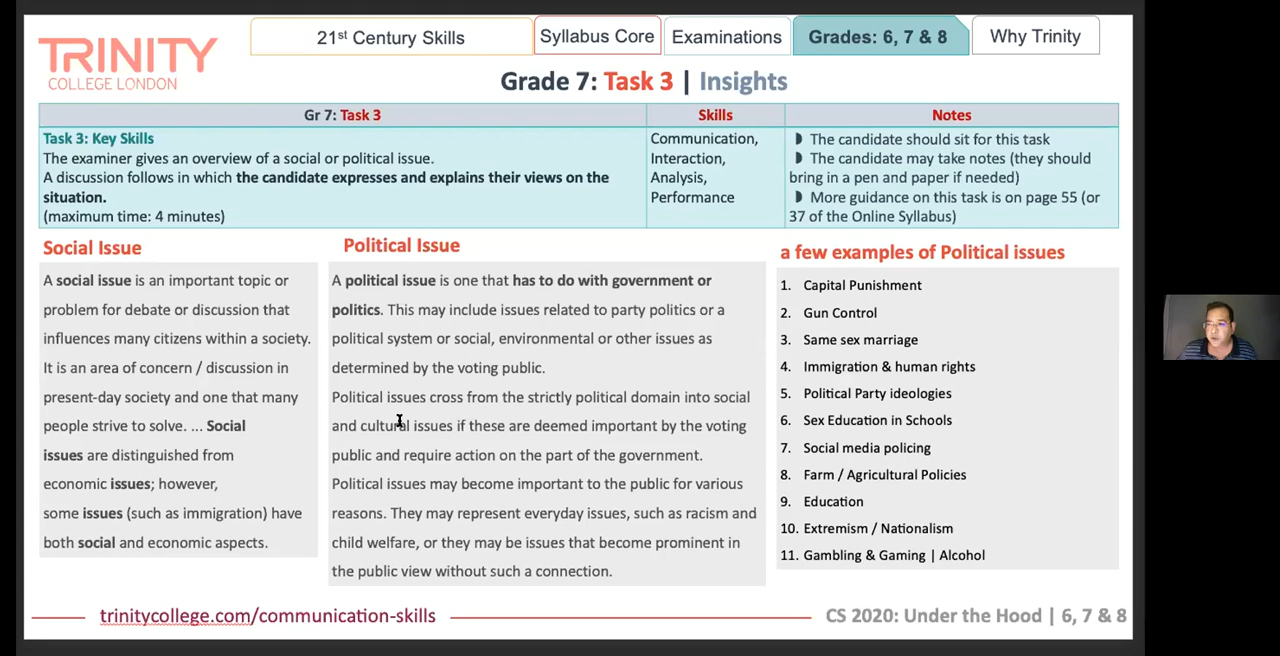 TRINITY
COLLEGE LONDON
21st Century Skills
Syllabus Core
Examinations
Grades: 6, 7 & 8
Why Trinity
Grade 7: Task 3 | Insights
Gr 7: Task 3
Skills
Notes
Task 3: Key Skills
The examiner gives an overview of a social or political issue.
A discussion follows in which the candidate expresses and explains their views on the
situation.
(maximum time: 4 minutes)
Communication,
Interaction,
Analysis,
Performance
The candidate should sit for this task
The candidate may take notes (they should
bring in a pen and paper if needed)
More guidance on this task is on page 55 (or
37 of the Online Syllabus)
Social Issue
A social issue is an important topic or
problem for debate or discussion that
influences many citizens within a society.
It is an area of concern / discussion in
present-day society and one that many
people strive to solve. ... Social
issues are distinguished from
economic issues; however,
some issues (such as immigration) have
both social and economic aspects.
Political Issue
A political issue is one that has to do with government or
politics. This may include issues related to party politics or a
political system or social, environmental or other issues as
determined by the voting public.
Political issues cross from the strictly political domain into social
and cultural issues if these are deemed important by the voting
public and require action on the part of the government.
Political issues may become important to the public for various
reasons. They may represent everyday issues, such as racism and
child welfare, or they may be issues that become prominent in
the public view without such a connection.
a few examples of Political issues
1. Capital Punishment
2. Gun Control
3. Same sex marriage
4. Immigration & human rights
5. Political Party ideologies
6. Sex Education in Schools
7. Social media policing
8. Farm / Agricultural Policies
9. Education
10. Extremism / Nationalism
11. Gambling & Gaming | Alcohol
trinitycollege.com/communication-skills
CS 2020: Under the Hood | 6, 7 & 8